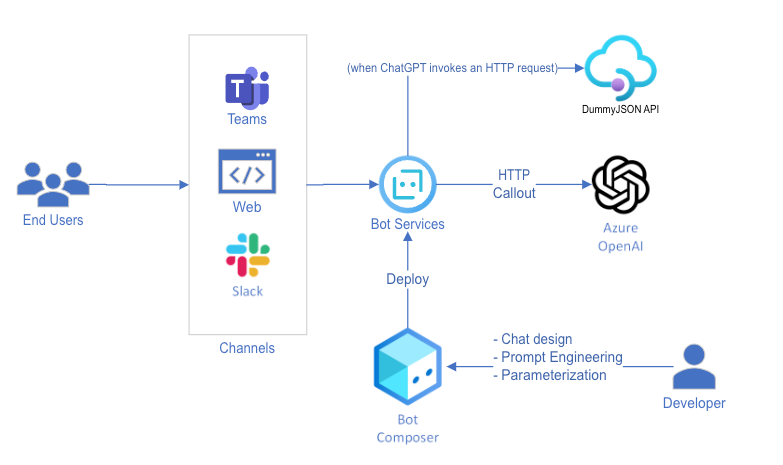 (when ChatGPT invokes an HTTP request)
DummyJSON API
T
Teams
</>
Web
Slack
Channels
End Users
Bot Services
HTTP
Callout
Azure
OpenAI
Deploy
- Chat design
- Prompt Engineering
- Parameterization
Bot
Composer
Developer